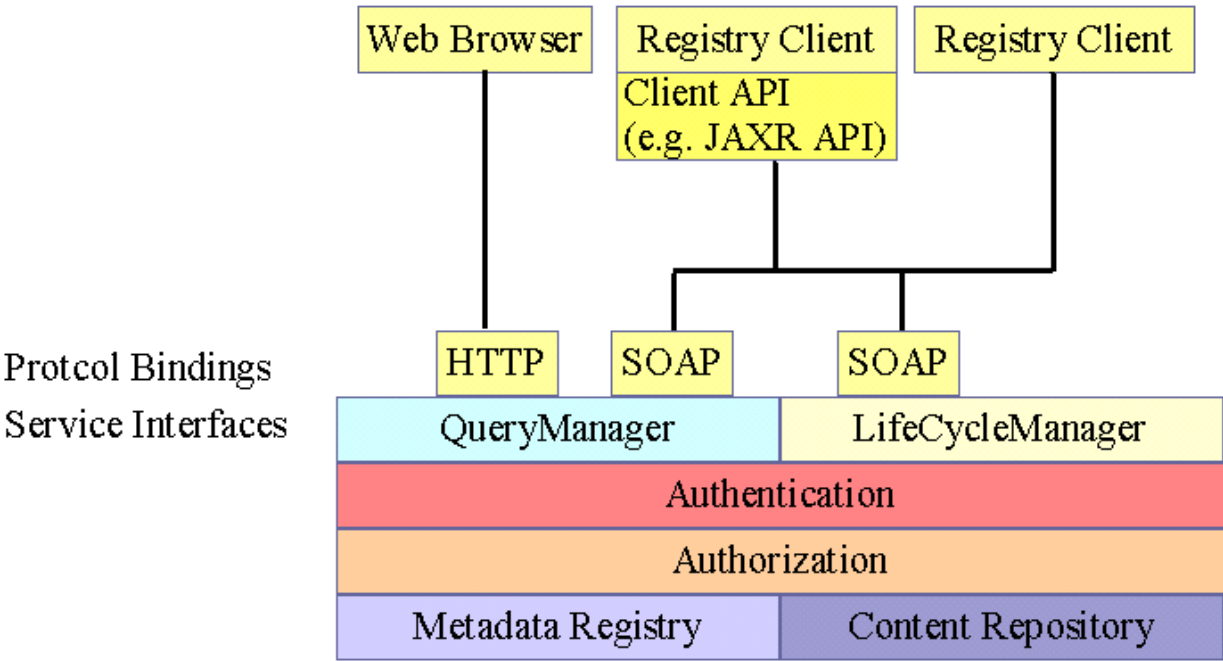 Web Browser
Registry Client
Registry Client
Client API
(e.g. JAXR API)
Protcol Bindings
HTTP
SOAP
SOAP
Service Interfaces
QueryManager
LifeCycleManager
Authentication
Authorization
Metadata Registry
Content Repository